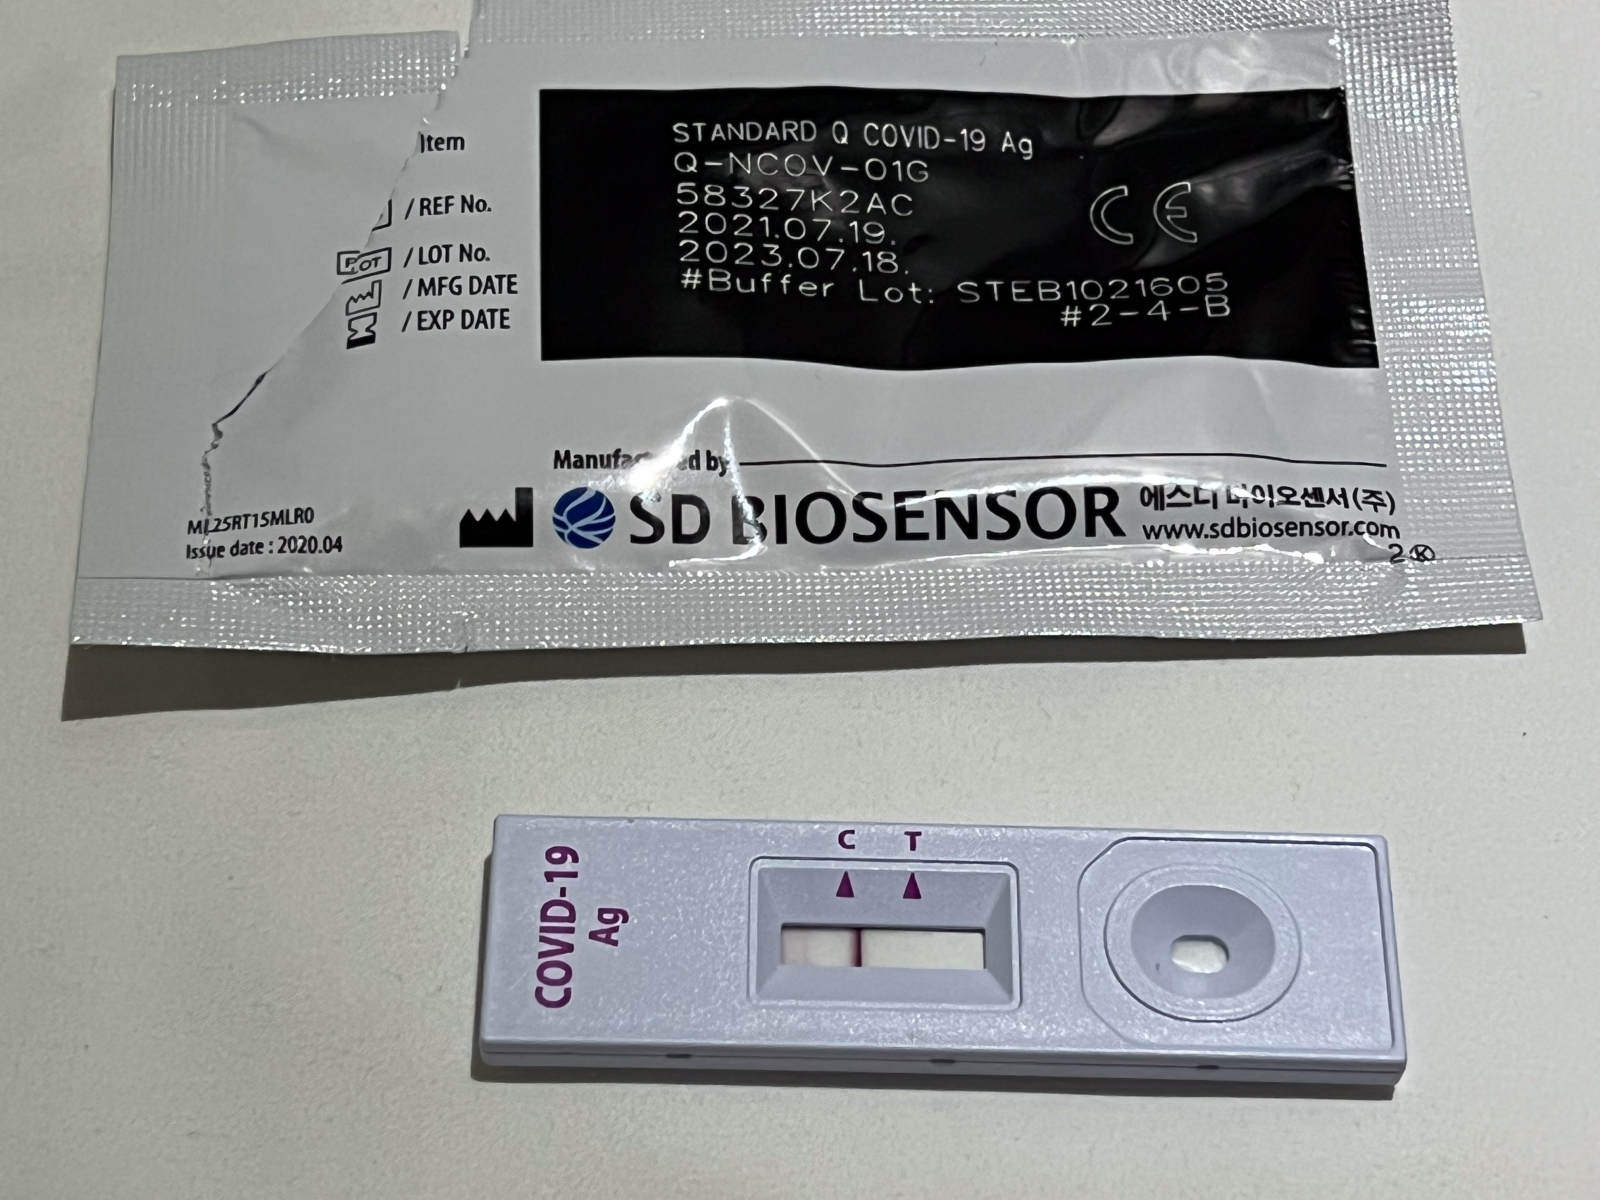 Item
/ REF No.
LOT / LOT No.
/ MFG DATE
/ EXP DATE
STANDARD Q COVID-19 Ag
Q-NCOV-01G
58327K2AC
2021.07.19.
2023.07.18.
#Buffer Lot: STEB1021605
#2-4-B
CE
by
SD BIOSENSOR
www.sdbiosensor.com
ML25RT15MLR0
Issue date : 2020.04
C T
COVID-19
Ag